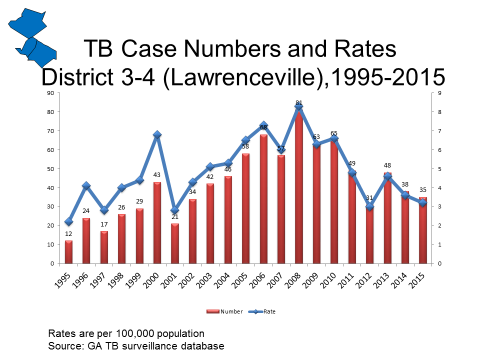 TB Case Numbers and Rates
District 3-4 (Lawrenceville),1995-2015
90 9
80 8
70 7
60 6
50 5
40 4
30 3
20 2
10 1
0 0
12 24 17 26 29 43 21 34 42 46 58 68 57 81 63 65 49 31 48 38 35
1995 1996 1997 1998 1999 2000 2001 2002 2003 2004 2005 2006 2007 2008 2009 2010 2011 2012 2013 2014 2015
Number Rate
Rates are per 100,000 population
Source: GA TB surveillance database